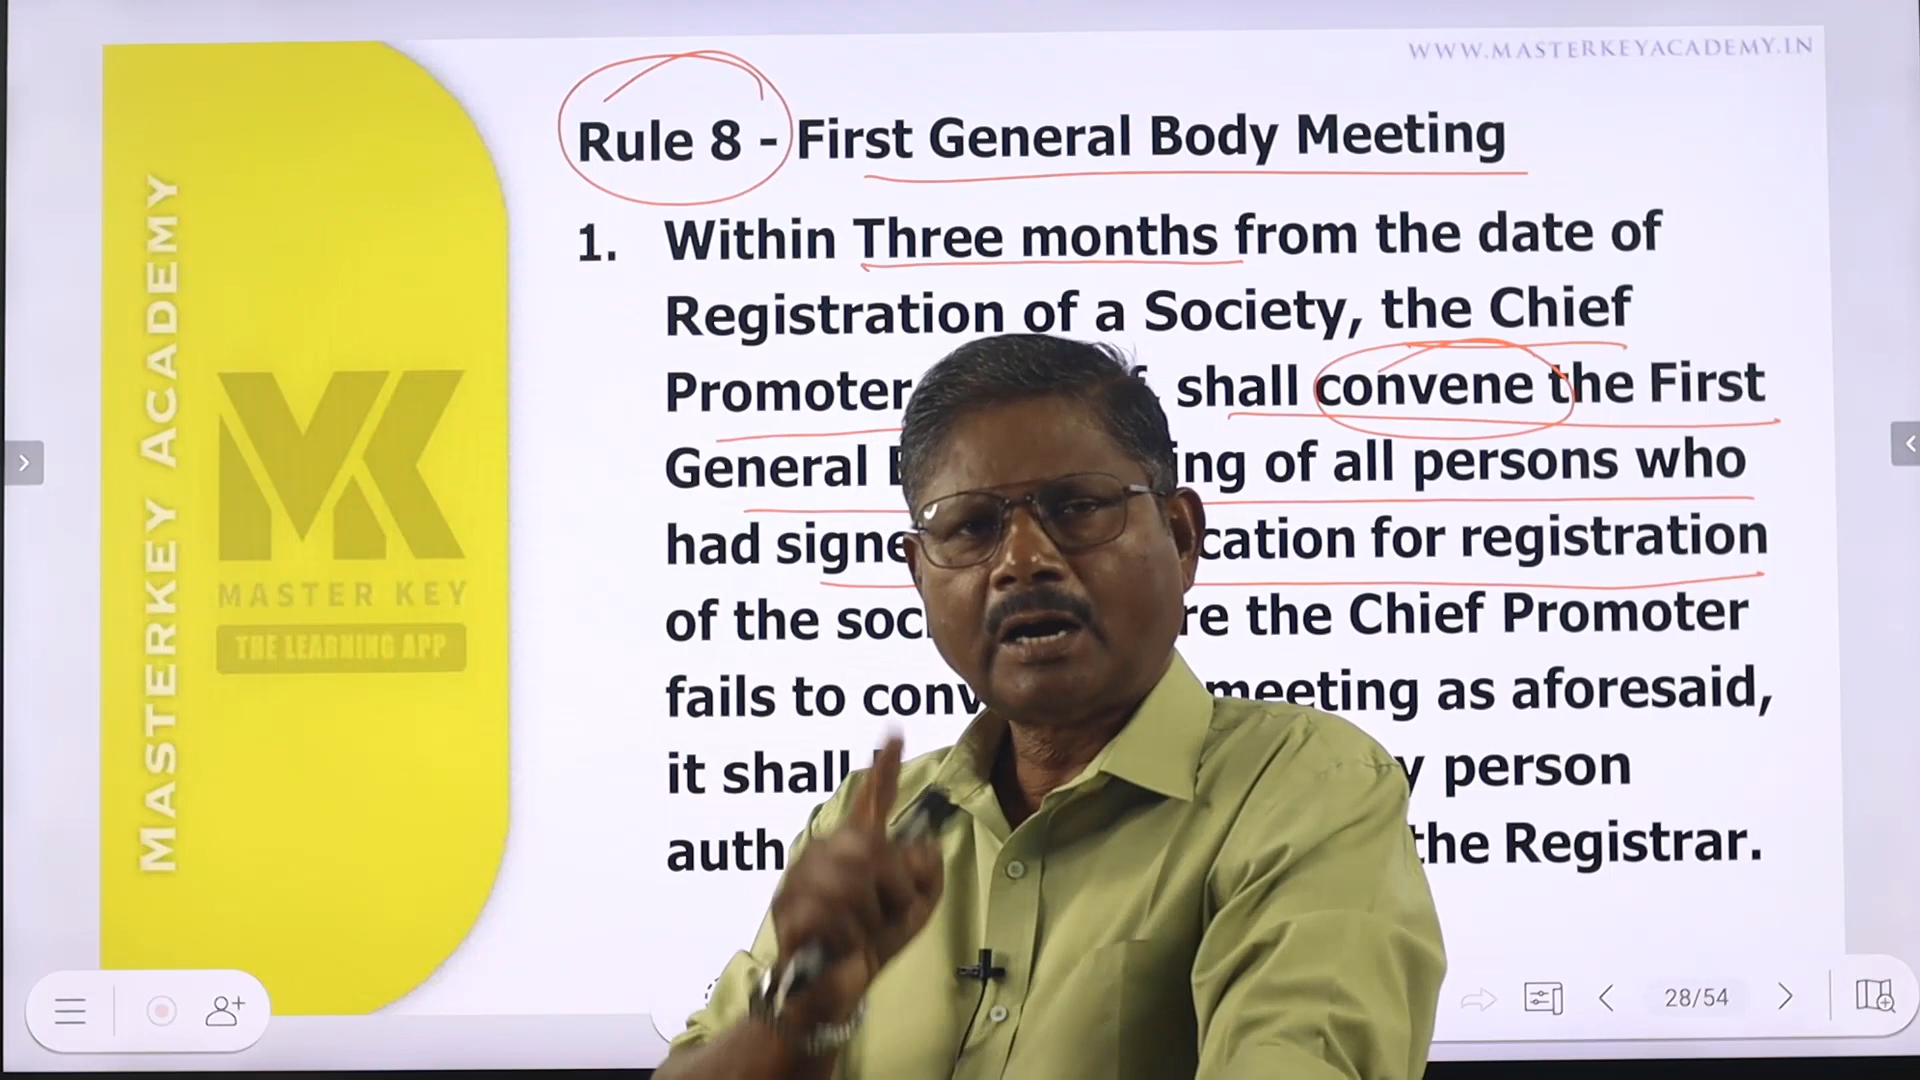 WWW.MASTERKEYACADEMY.IN
MASTERKEY ACADEMY
MASTER KEY
THE LEARNING APP
Rule 8 - First General Body Meeting
1. Within Three months from the date of
Registration of a Society, the Chief
Promoter shall convene the First
General ing of all persons who
had signe cation for registration
of the soc re the Chief Promoter
fails to conv meeting as aforesaid,
it shall y person
auth the Registrar.
28/54